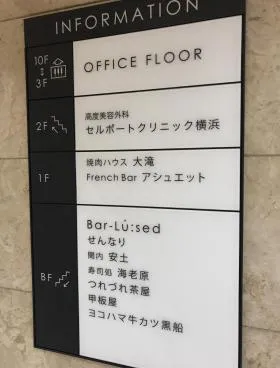 INFORMATION
10F
↕
3F
OFFICE FLOOR
2F
高度美容外科
セルポートクリニック横浜
1F
焼肉ハウス 大滝
French Bar アシュエット
BF
Bar-Lú:sed
せんなり
関内 安土
寿司処 海老原
つれづれ茶屋
甲板屋
ヨコハマ牛カツ黒船